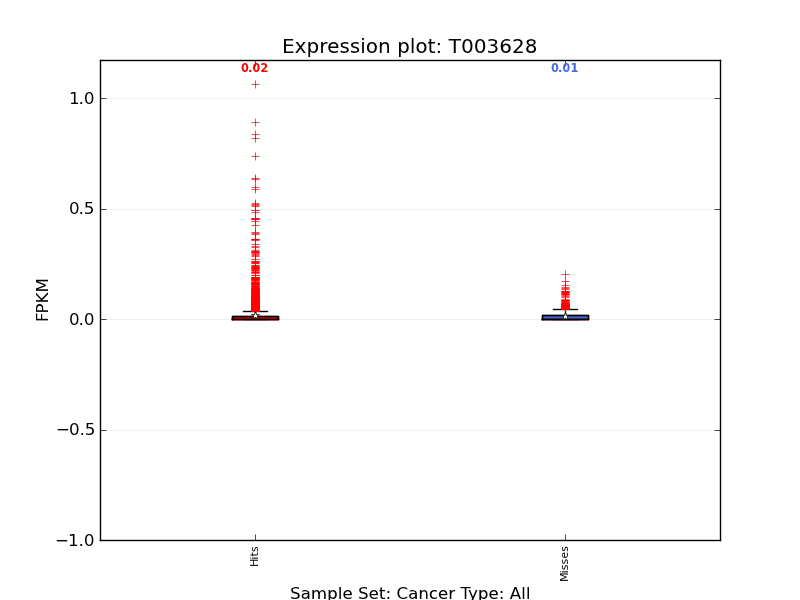 Expression plot: T003628
0.02
0.01
1.0
0.5
0.0
−0.5
−1.0
FPKM
Hits
Misses
Sample Set: Cancer Type: All